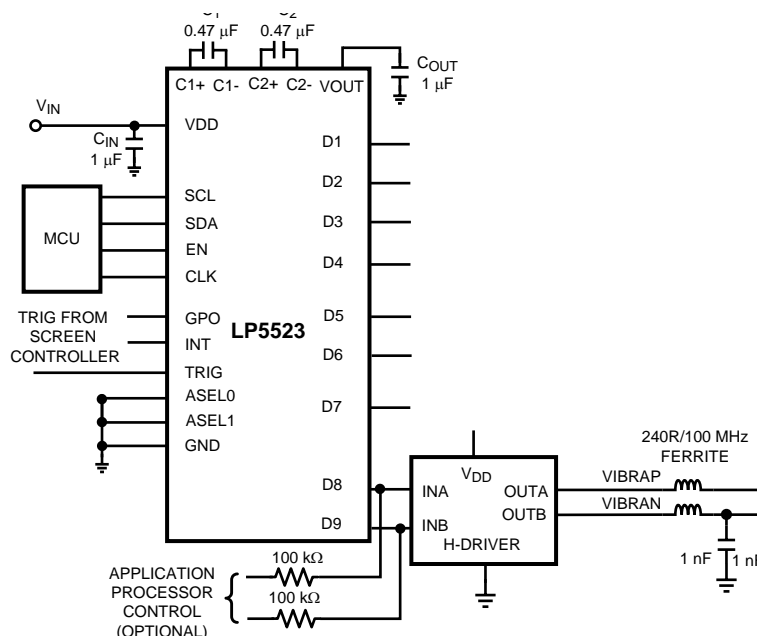 0.47 µF
0.47 µF
C1+
C1-
C2+
C2-
VOUT
COUT
1 µF
VIN
CIN
1 µF
VDD
SCL
SDA
EN
CLK
MCU
TRIG FROM
SCREEN
CONTROLLER
GPO
INT
TRIG
ASEL0
ASEL1
GND
LP5523
D1
D2
D3
D4
D5
D6
D7
D8
D9
VDD
INA
INB
OUTA
OUTB
H-DRIVER
240R/100 MHz
FERRITE
VIBRAP
VIBRAN
1 nF
1 nF
100 kΩ
100 kΩ
APPLICATION
PROCESSOR
CONTROL
(OPTIONAL)